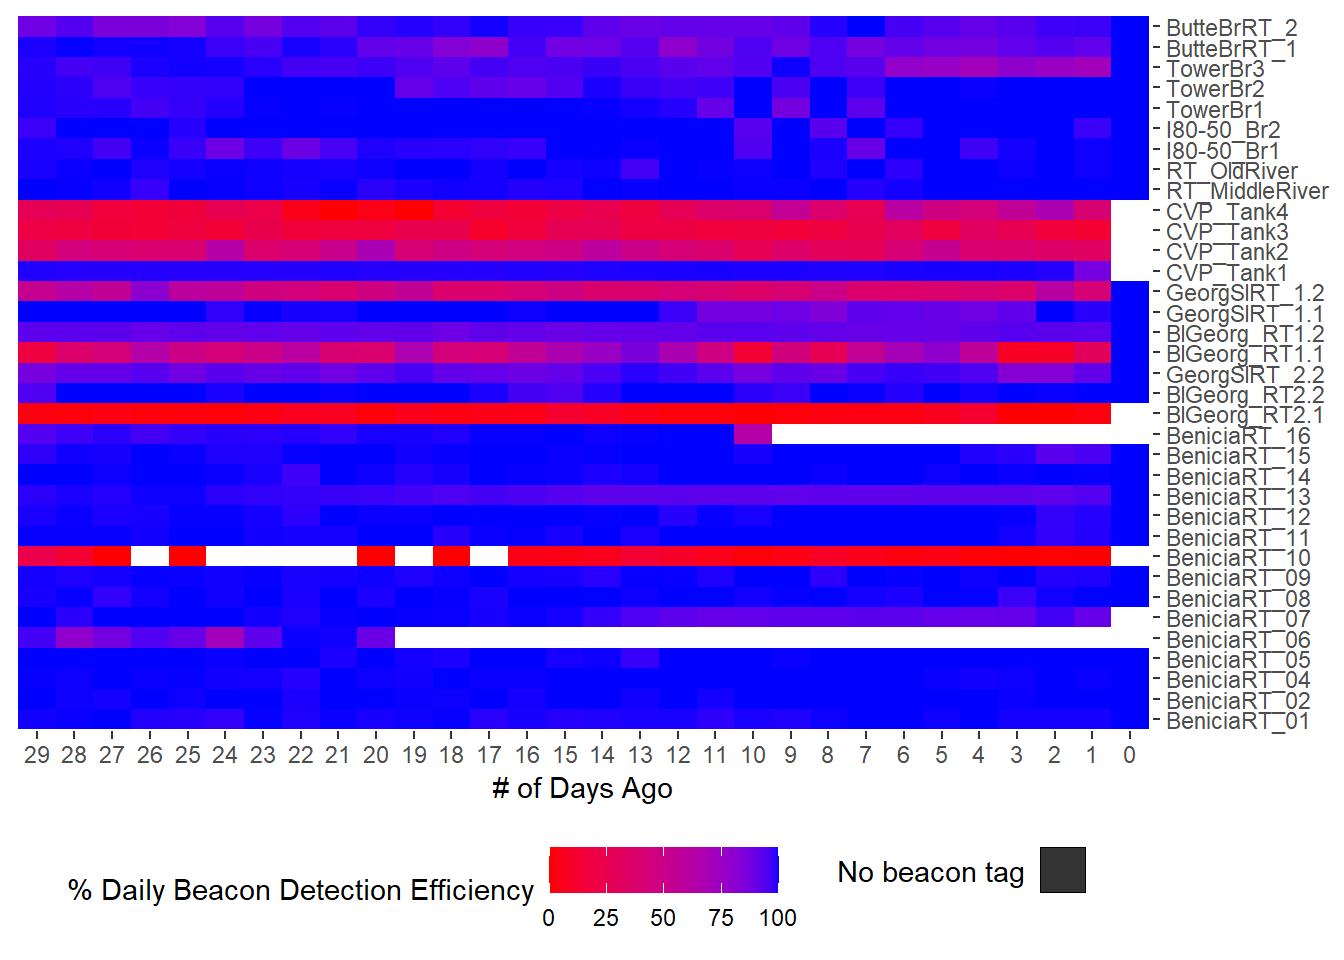 ButteBrRT_2
ButteBrRT_1
TowerBr3
TowerBr2
TowerBr1
I80-50_Br2
I80-50_Br1
RT_OldRiver
RT_MiddleRiver
CVP_Tank4
CVP_Tank3
CVP_Tank2
CVP_Tank1
GeorgSlRT_1.2
GeorgSlRT_1.1
BlGeorg_RT1.2
BlGeorg_RT1.1
GeorgSlRT_2.2
BlGeorg_RT2.2
BlGeorg_RT2.1
BeniciaRT_16
BeniciaRT_15
BeniciaRT_14
BeniciaRT_13
BeniciaRT_12
BeniciaRT_11
BeniciaRT_10
BeniciaRT_09
BeniciaRT_08
BeniciaRT_07
BeniciaRT_06
BeniciaRT_05
BeniciaRT_04
BeniciaRT_02
BeniciaRT_01
29 28 27 26 25 24 23 22 21 20 19 18 17 16 15 14 13 12 11 10 9 8 7 6 5 4 3 2 1 0
# of Days Ago
% Daily Beacon Detection Efficiency
0 25 50 75 100
No beacon tag